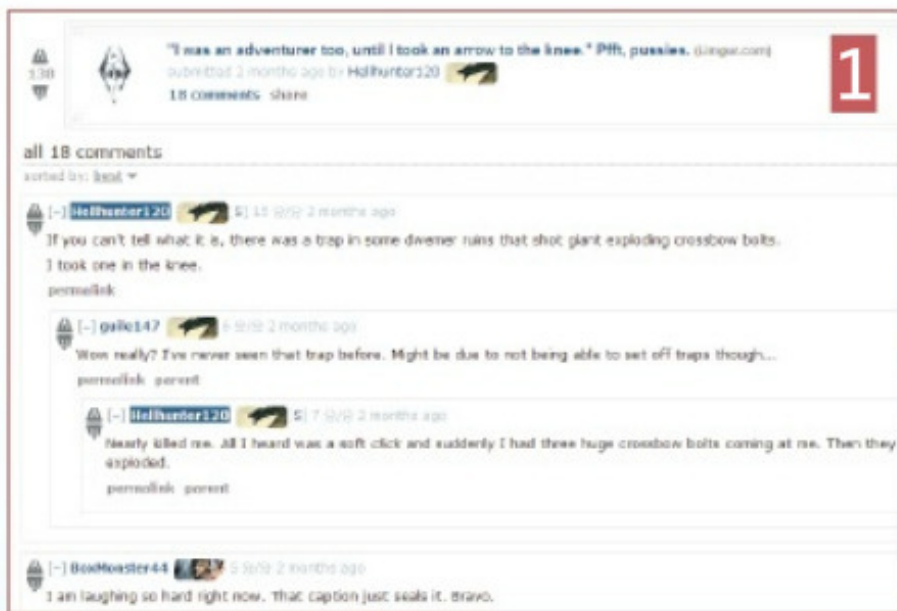 "I was an adventurer too, until I took an arrow to the knee." Pfft, pussies. (i.imgur.com)
138
submitted 2 months ago by Hellhunter120
18 comments share
1
all 18 comments
sorted by: best
[-] Hellhunter120 [S] 2 months ago
If you can't tell what it is, there was a trap in some dwemer ruins that shot giant exploding crossbow bolts.
I took one in the knee.
permalink
[-] 2 months ago
Wow really? I've never seen that trap before. Might be due to not being able to set off traps though...
permalink parent
[-] Hellhunter120 [S] 2 months ago
Nearly killed me. All I heard was a soft click and suddenly I had three huge crossbow bolts coming at me. Then they
exploded.
permalink parent
[-] BoxMonster44 2 months ago
I am laughing so hard right now. That caption just seals it. Bravo.